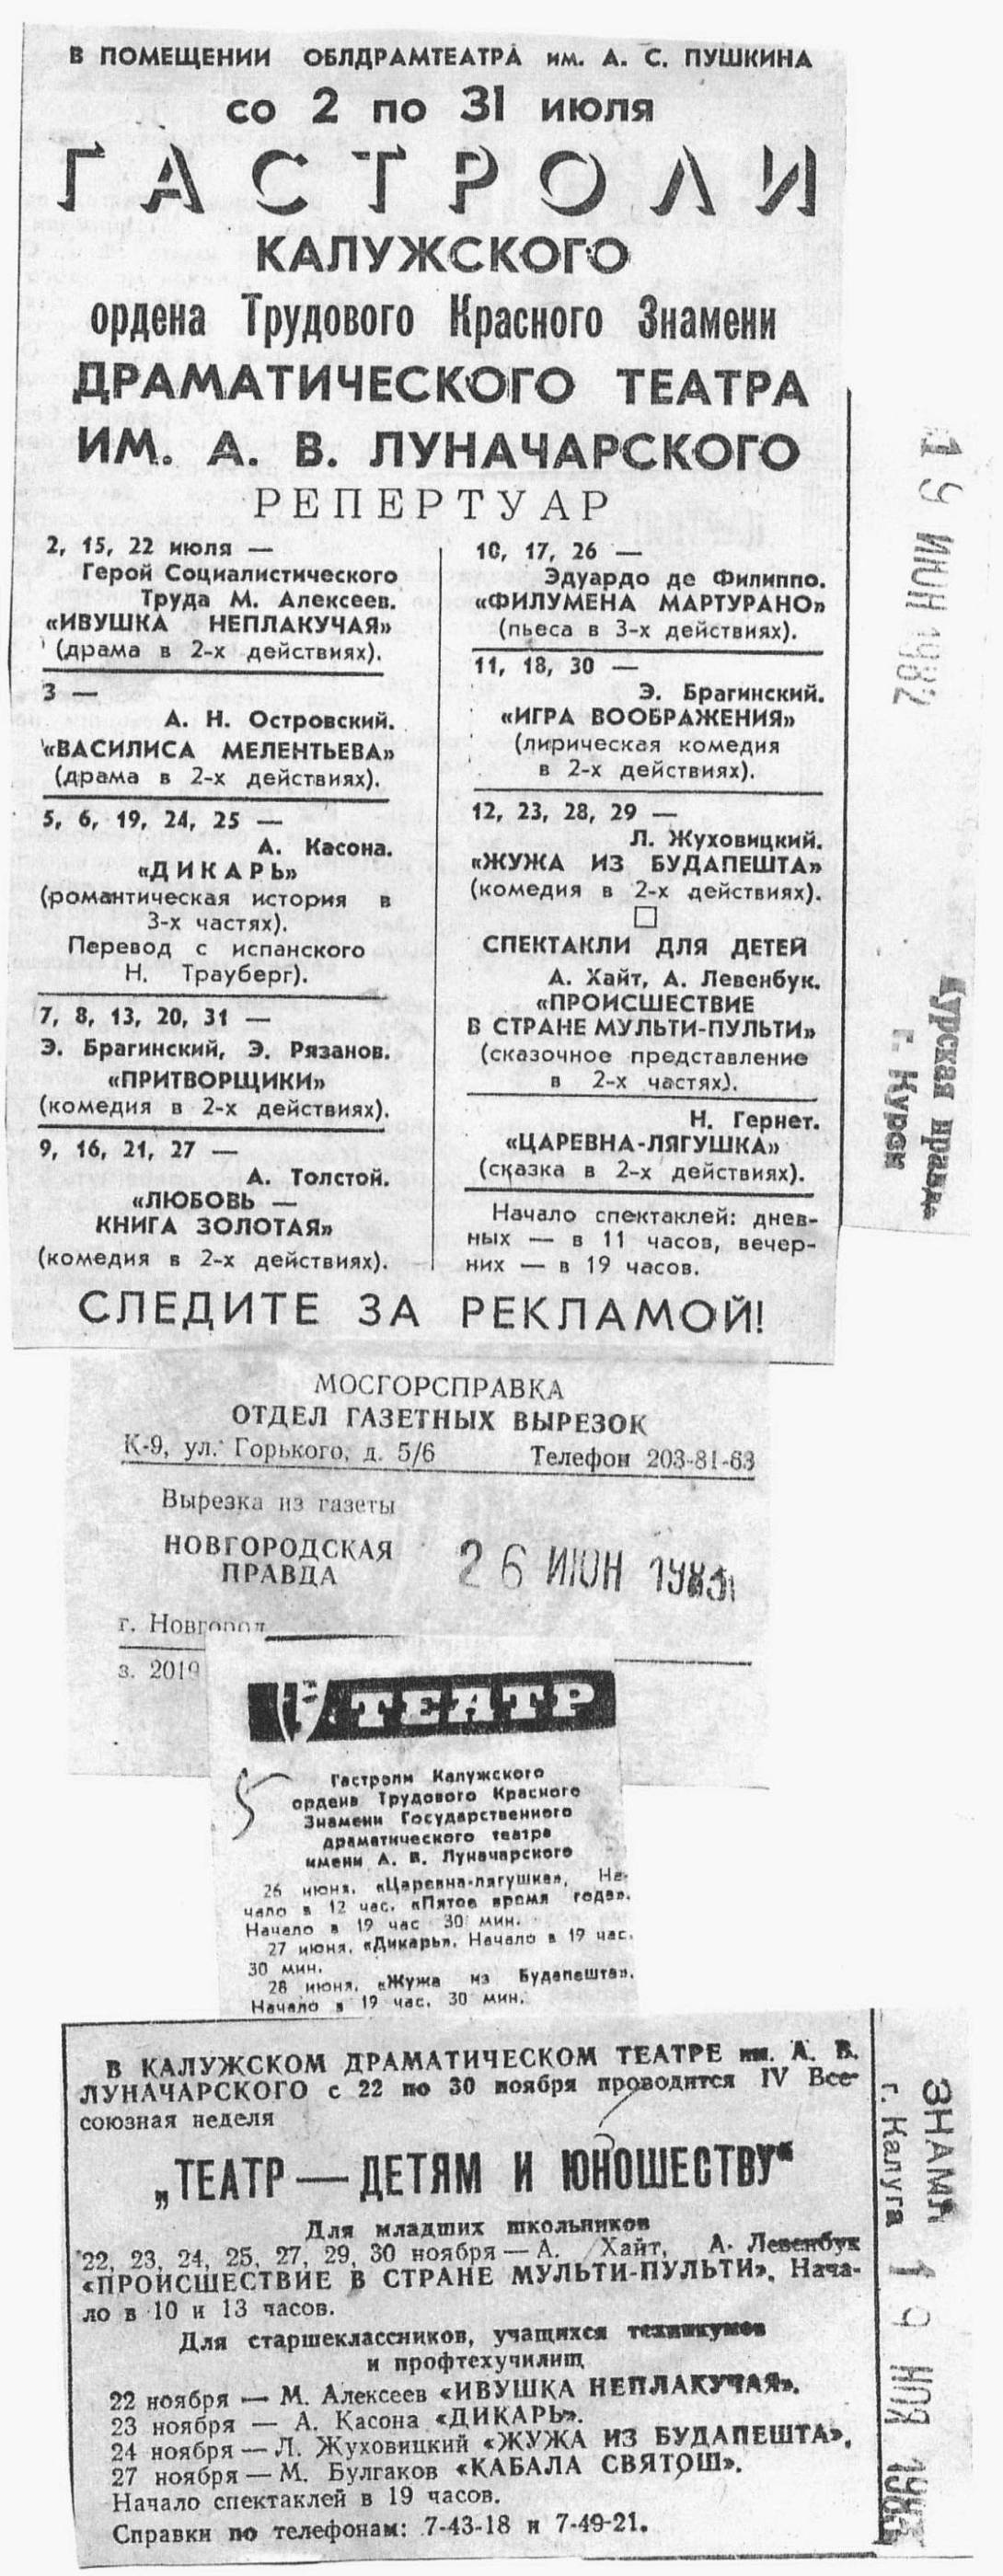 В ПОМЕЩЕНИИ ОБЛДРАМТЕАТРА им. А. С. ПУШКИНА
со 2 по 31 июля
ГАСТРОЛИ
КАЛУЖСКОГО
ордена Трудового Красного Знамени
ДРАМАТИЧЕСКОГО ТЕАТРА
ИМ. А. В. ЛУНАЧАРСКОГО
РЕПЕРТУАР
2, 15, 22 июля —
Герой Социалистического
Труда М. Алексеев.
«ИВУШКА НЕПЛАКУЧАЯ»
(драма в 2-х действиях).
3 —
А. Н. Островский.
«ВАСИЛИСА МЕЛЕНТЬЕВА»
(драма в 2-х действиях).
5, 6, 19, 24, 25 —
А. Касона.
«ДИКАРЬ»
(романтическая история в
3-х частях).
Перевод с испанского
Н. Трауберг).
7, 8, 13, 20, 31 —
Э. Брагинский, Э. Рязанов.
«ПРИТВОРЩИКИ»
(комедия в 2-х действиях).
9, 16, 21, 27 —
А. Толстой.
«ЛЮБОВЬ —
КНИГА ЗОЛОТАЯ»
(комедия в 2-х действиях).
10, 17, 26 —
Эдуардо де Филиппо.
«ФИЛУМЕНА МАРТУРАНО»
(пьеса в 3-х действиях).
11, 18, 30 —
Э. Брагинский.
«ИГРА ВООБРАЖЕНИЯ»
(лирическая комедия
в 2-х действиях).
12, 23, 28, 29 —
Л. Жуховицкий.
«ЖУЖА ИЗ БУДАПЕШТА»
(комедия в 2-х действиях).
СПЕКТАКЛИ ДЛЯ ДЕТЕЙ
А. Хайт, А. Левенбук.
«ПРОИСШЕСТВИЕ
В СТРАНЕ МУЛЬТИ-ПУЛЬТИ»
(сказочное представление
в 2-х частях).
Н. Гернет.
«ЦАРЕВНА-ЛЯГУШКА»
(сказка в 2-х действиях).
Начало спектаклей: днев-
ных — в 11 часов, вечер-
них — в 19 часов.
СЛЕДИТЕ ЗА РЕКЛАМОЙ!
19 ИЮН 1982
Курская правда
г. Курск
МОСГОРСПРАВКА
ОТДЕЛ ГАЗЕТНЫХ ВЫРЕЗОК
К-9, ул. Горького, д. 5/6 Телефон 203-81-63
Вырезка из газеты
НОВГОРОДСКАЯ
ПРАВДА
26 ИЮН
г. Новгород
з. 2019
ТЕАТР
Гастроли Калужского
ордена Трудового Красного
Знамени Государственного
драматического театра
имени А. В. Луначарского
26 июня. «Царевна-лягушка», На-
чало в 12 час. «Пятое время года».
Начало в 19 час 30 мин.
27 июня. «Дикарь». Начало в 19 час.
30 мин.
28 июня. «Жужа из Будапешта».
Начало в 19 час. 30 мин.
В КАЛУЖСКОМ ДРАМАТИЧЕСКОМ ТЕАТРЕ им. А. В.
ЛУНАЧАРСКОГО с 22 по 30 ноября проводится IV Все-
союзная неделя
„ТЕАТР — ДЕТЯМ И ЮНОШЕСТВУ“
Для младших школьников
22, 23, 24, 25, 27, 29, 30 ноября — А. Хайт, А. Левенбук
«ПРОИСШЕСТВИЕ В СТРАНЕ МУЛЬТИ-ПУЛЬТИ». Нача-
ло в 10 и 13 часов.
Для старшеклассников, учащихся техникумов
и профтехучилищ
22 ноября — М. Алексеев «ИВУШКА НЕПЛАКУЧАЯ».
23 ноября — А. Касона «ДИКАРЬ».
24 ноября — Л. Жуховицкий «ЖУЖА ИЗ БУДАПЕШТА».
27 ноября — М. Булгаков «КАБАЛА СВЯТОШ».
Начало спектаклей в 19 часов.
Справки по телефонам: 7-43-18 и 7-49-21.
ЗНАМЯ
г. Калуга
19 НОЯ